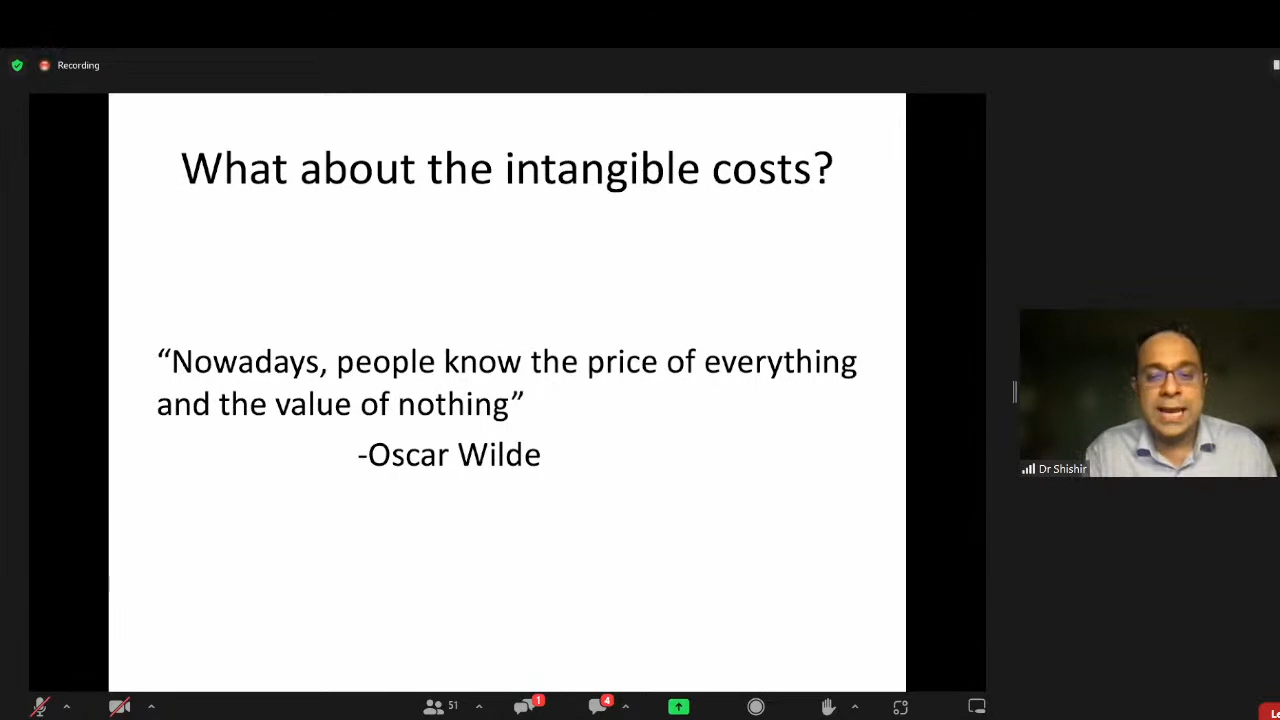 Recording
What about the intangible costs?
“Nowadays, people know the price of everything
and the value of nothing”
-Oscar Wilde
Dr Shishir
51
1
4